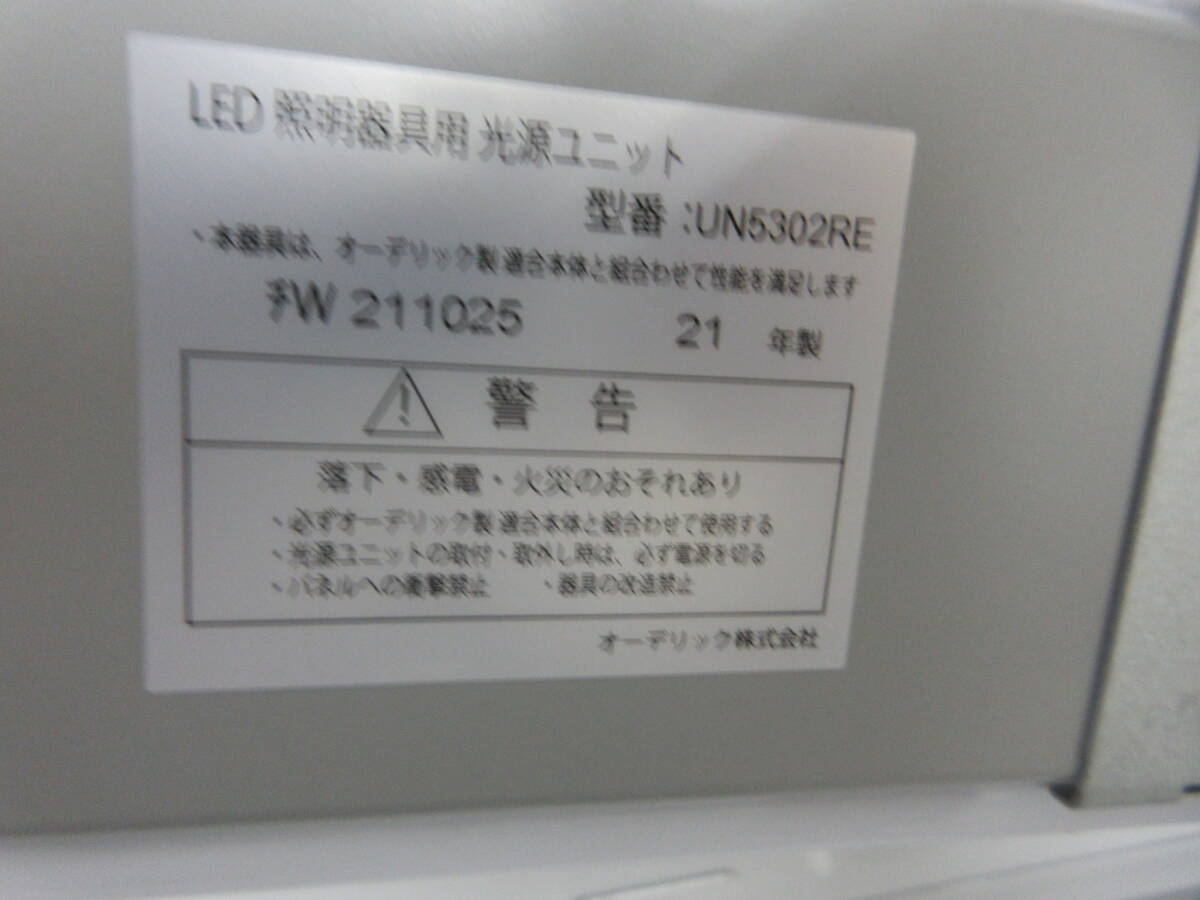 LED 照明器具用 光源ユニット
型番:UN5302RE
・本器具は、オーデリック製 適合本体と組合わせて性能を満足します
W 211025 21 年製
警 告
落下・感電・火災のおそれあり
・必ずオーデリック製 適合本体と組合わせて使用する
・光源ユニットの取付・取外し時は、必ず電源を切る
・パネルへの衝撃禁止 ・器具の改造禁止
オーデリック株式会社